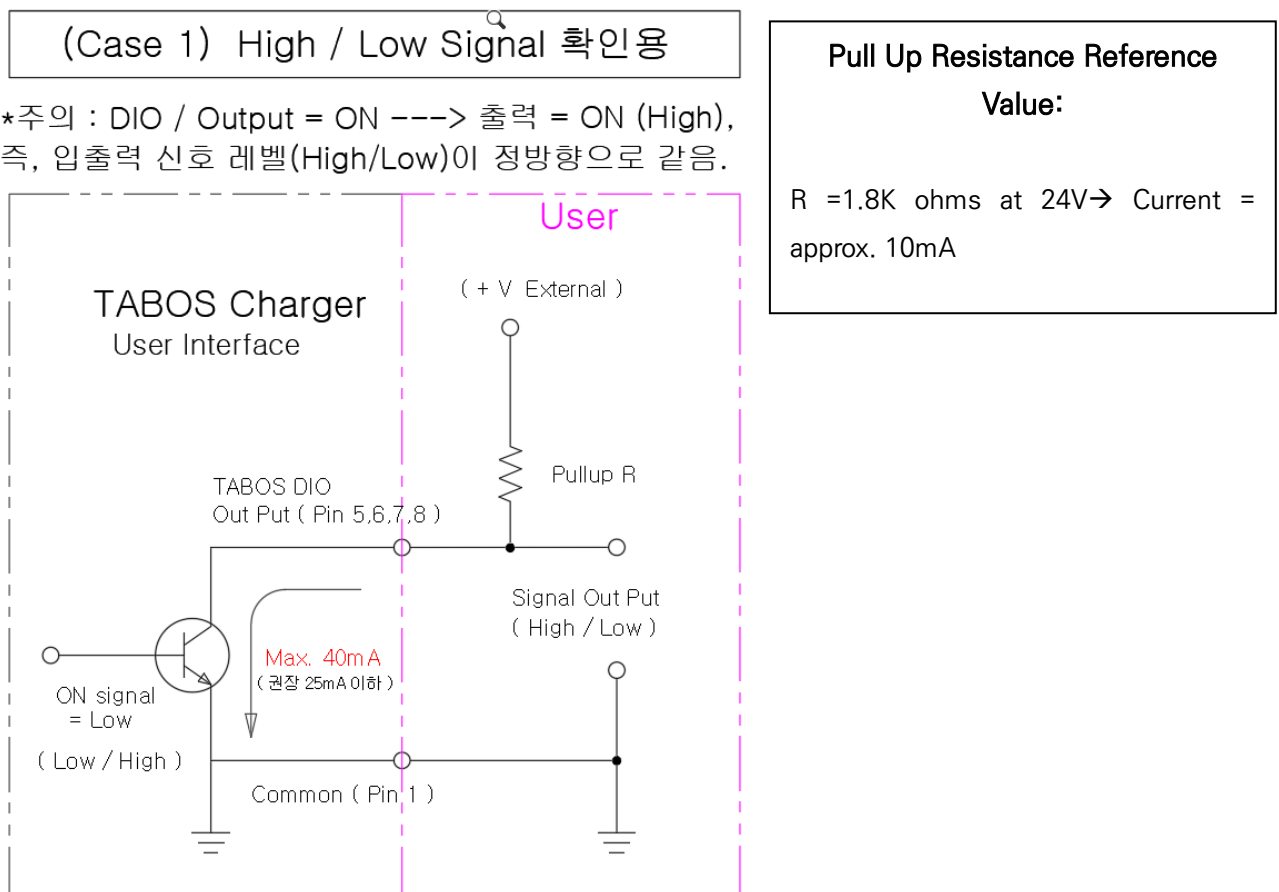 (Case 1) High / Low Signal 확인용
*주의 : DIO / Output = ON ---> 출력 = ON (High),
즉, 입출력 신호 레벨(High/Low)이 정방향으로 같음.
User
( + V External )
TABOS Charger
User Interface
Pullup R
TABOS DIO
Out Put ( Pin 5,6,7,8 )
Signal Out Put
( High / Low )
Max. 40mA
( 권장 25mA 이하 )
ON signal
= Low
( Low / High )
Common ( Pin 1 )
Pull Up Resistance Reference
Value:
R =1.8K ohms at 24V→ Current =
approx. 10mA